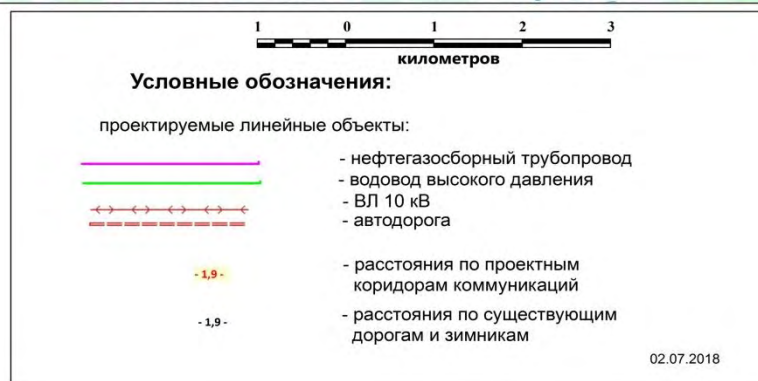 1 0 1 2 3
километров
Условные обозначения:
проектируемые линейные объекты:
- нефтегазосборный трубопровод
- водовод высокого давления
- ВЛ 10 кВ
- автодорога
- 1,9 -
- расстояния по проектным
коридорам коммуникаций
- 1,9 -
- расстояния по существующим
дорогам и зимникам
02.07.2018